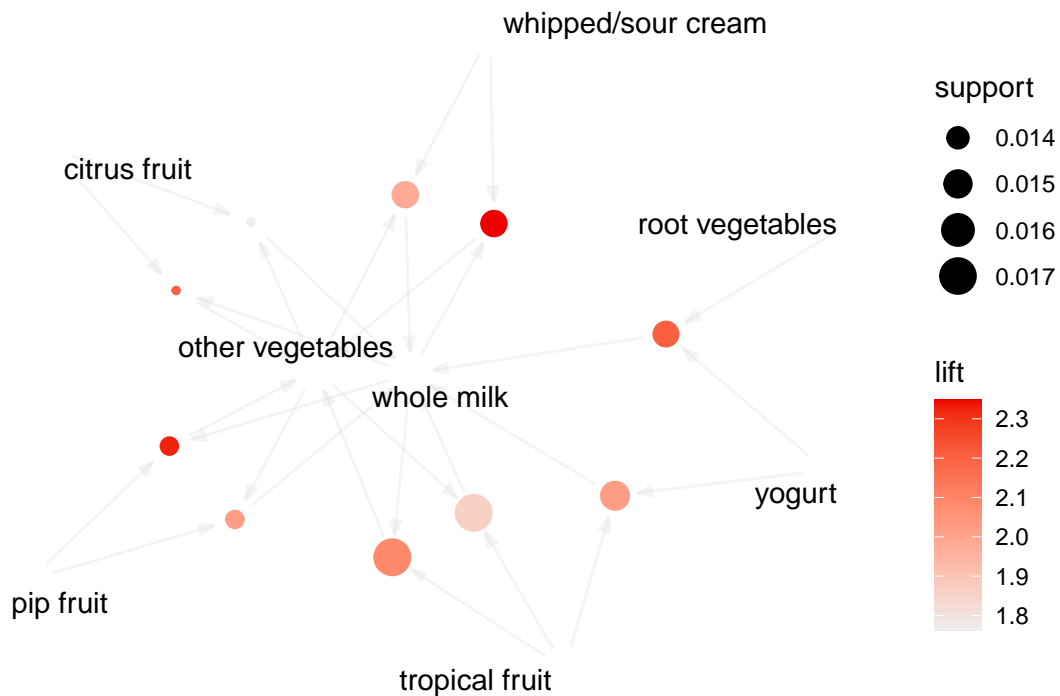 whipped/sour cream
citrus fruit
root vegetables
other vegetables
whole milk
yogurt
pip fruit
tropical fruit
support
0.014
0.015
0.016
0.017
lift
2.3
2.2
2.1
2.0
1.9
1.8